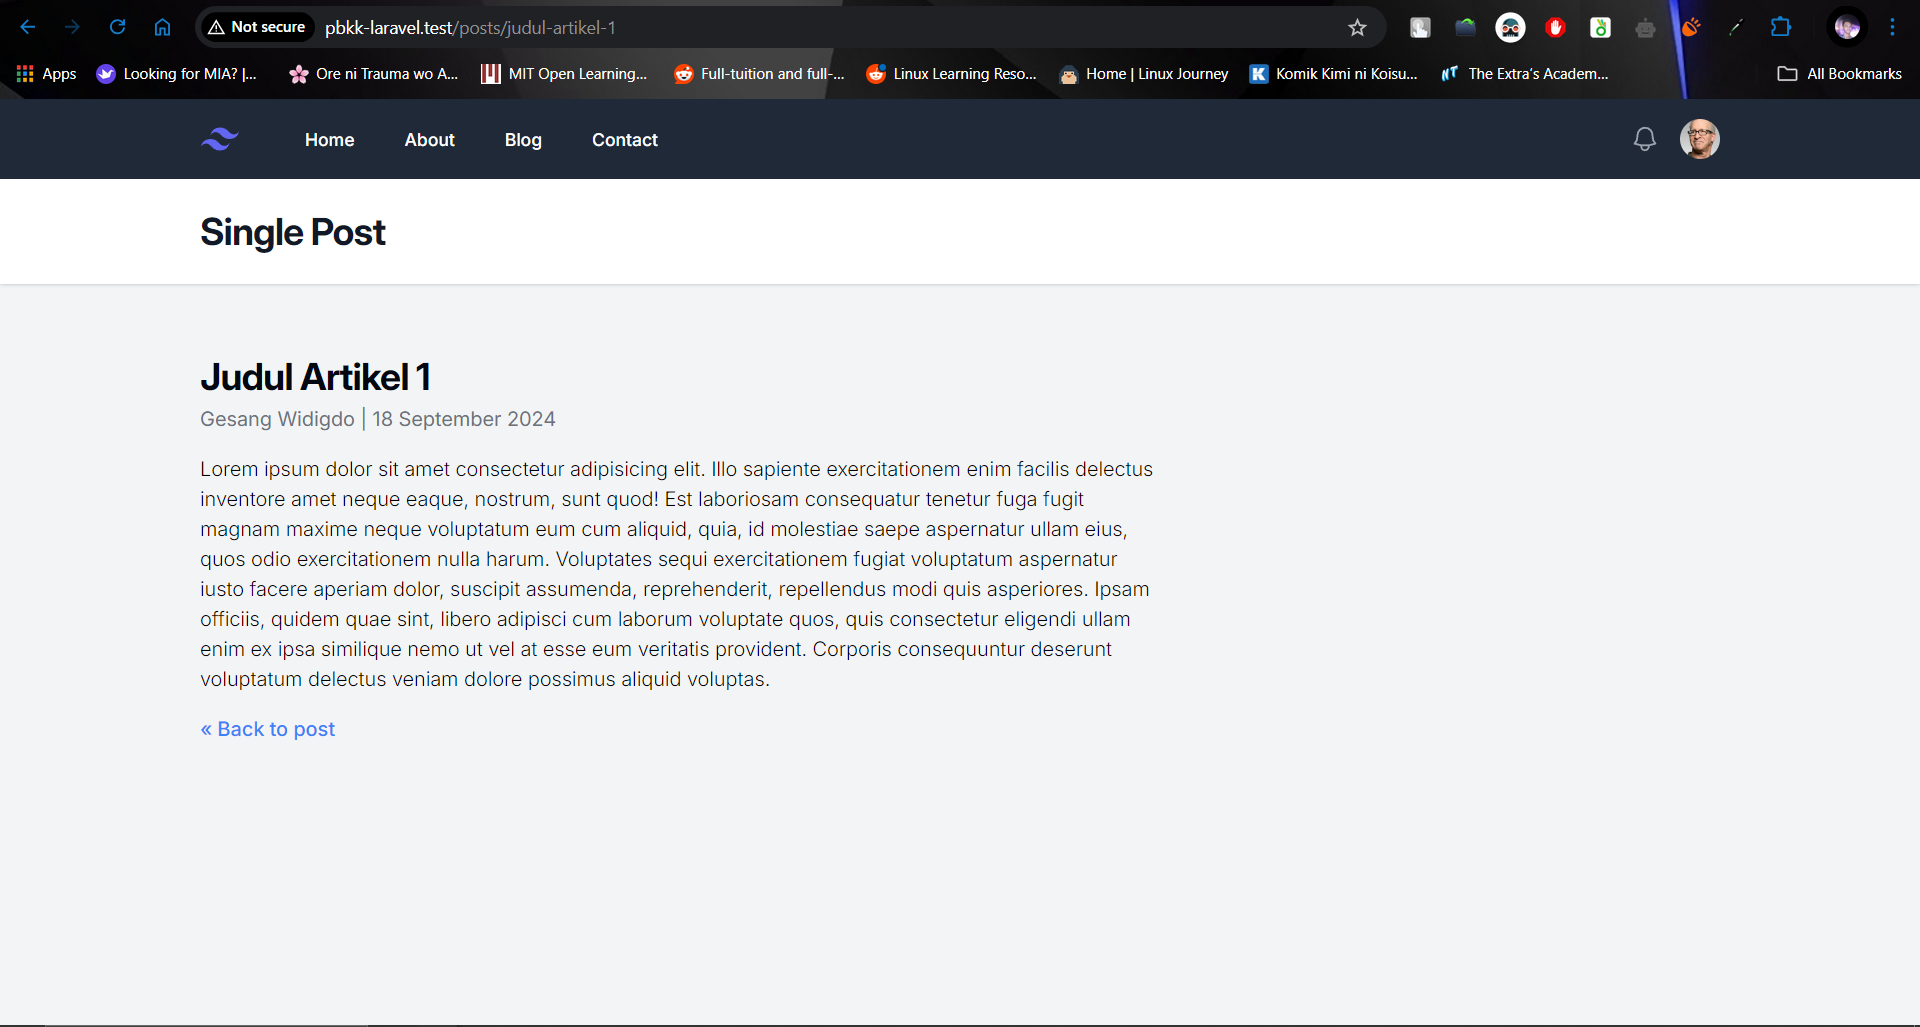 Not secure pbkk-laravel.test/posts/judul-artikel-1
Apps Looking for MIA? |... Ore ni Trauma wo A... MIT Open Learning... Full-tuition and full-... Linux Learning Reso... Home | Linux Journey Komik Kimi ni Koisu... The Extra's Academ... All Bookmarks
Home About Blog Contact
Single Post
Judul Artikel 1
Gesang Widigdo | 18 September 2024
Lorem ipsum dolor sit amet consectetur adipisicing elit. Illo sapiente exercitationem enim facilis delectus
inventore amet neque eaque, nostrum, sunt quod! Est laboriosam consequatur tenetur fuga fugit
magnam maxime neque voluptatum eum cum aliquid, quia, id molestiae saepe aspernatur ullam eius,
quos odio exercitationem nulla harum. Voluptates sequi exercitationem fugiat voluptatum aspernatur
iusto facere aperiam dolor, suscipit assumenda, reprehenderit, repellendus modi quis asperiores. Ipsam
officiis, quidem quae sint, libero adipisci cum laborum voluptate quos, quis consectetur eligendi ullam
enim ex ipsa similique nemo ut vel at esse eum veritatis provident. Corporis consequuntur deserunt
voluptatum delectus veniam dolore possimus aliquid voluptas.
« Back to post